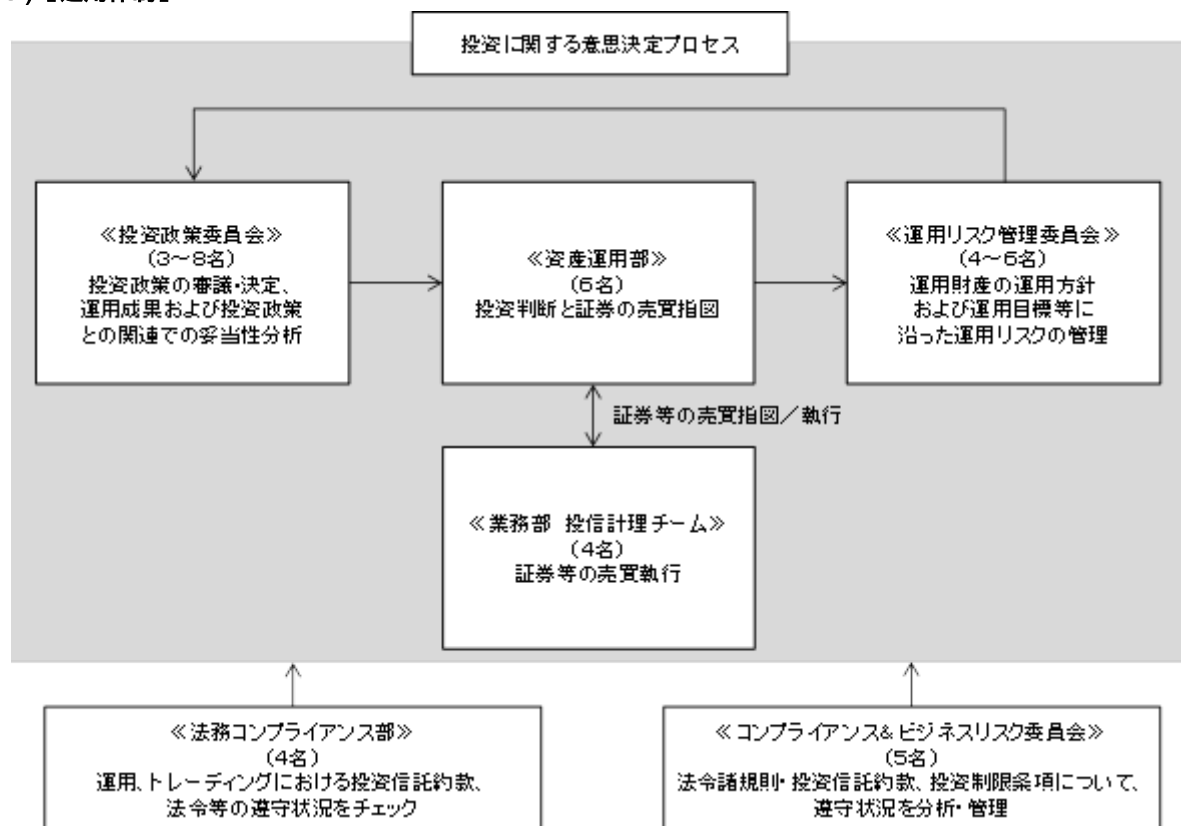 投資に関する意思決定プロセス
≪投資政策委員会≫
(3～8名)
投資政策の審議・決定、
運用成果および投資政策
との関連での妥当性分析
≪資産運用部≫
(6名)
投資判断と証券の売買指図
≪運用リスク管理委員会≫
(4～6名)
運用財産の運用方針
および運用目標等に
沿った運用リスクの管理
証券等の売買指図／執行
≪業務部 投信計理チーム≫
(4名)
証券等の売買執行
≪法務コンプライアンス部≫
(4名)
運用、トレーディングにおける投資信託約款、
法令等の遵守状況をチェック
≪コンプライアンス&ビジネスリスク委員会≫
(5名)
法令諸規則・投資信託約款、投資制限条項について、
遵守状況を分析・管理